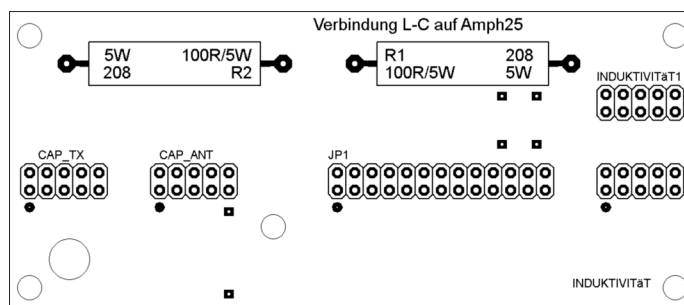 Verbindung L-C auf Amph25
5W 100R/5W
208 R2
R1 208
100R/5W 5W
INDUKTIVITäT1
CAP_TX
CAP_ANT
JP1
INDUKTIVITäT